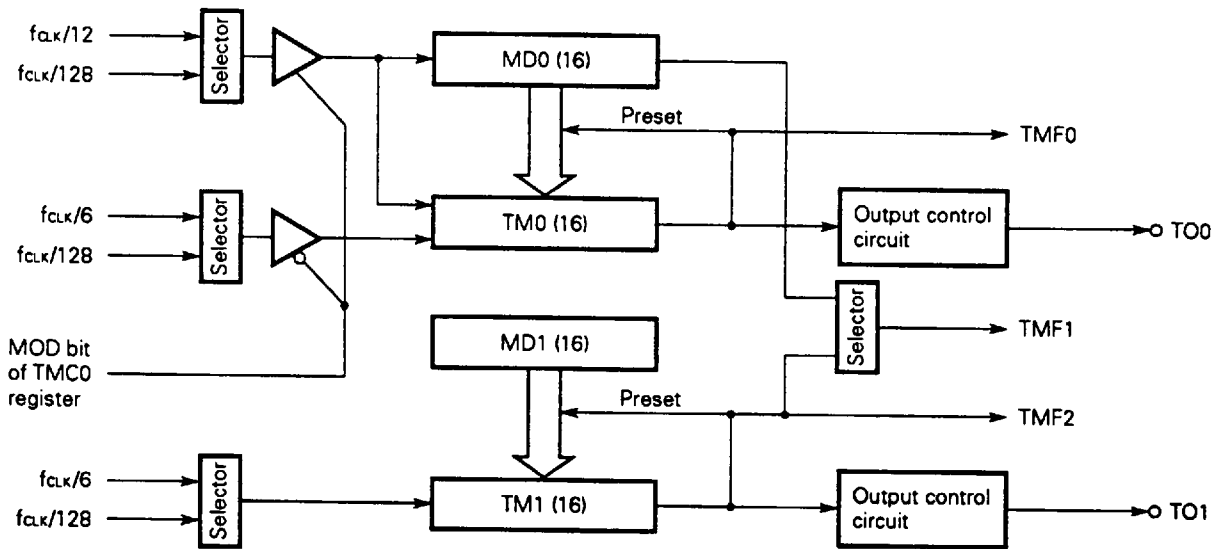 fCLK/12
fCLK/128
Selector
MD0 (16)
Preset
TMF0
fCLK/6
fCLK/128
Selector
TM0 (16)
Output control
circuit
TO0
MOD bit
of TMC0
register
MD1 (16)
Selector
TMF1
Preset
TMF2
fCLK/6
fCLK/128
Selector
TM1 (16)
Output control
circuit
TO1